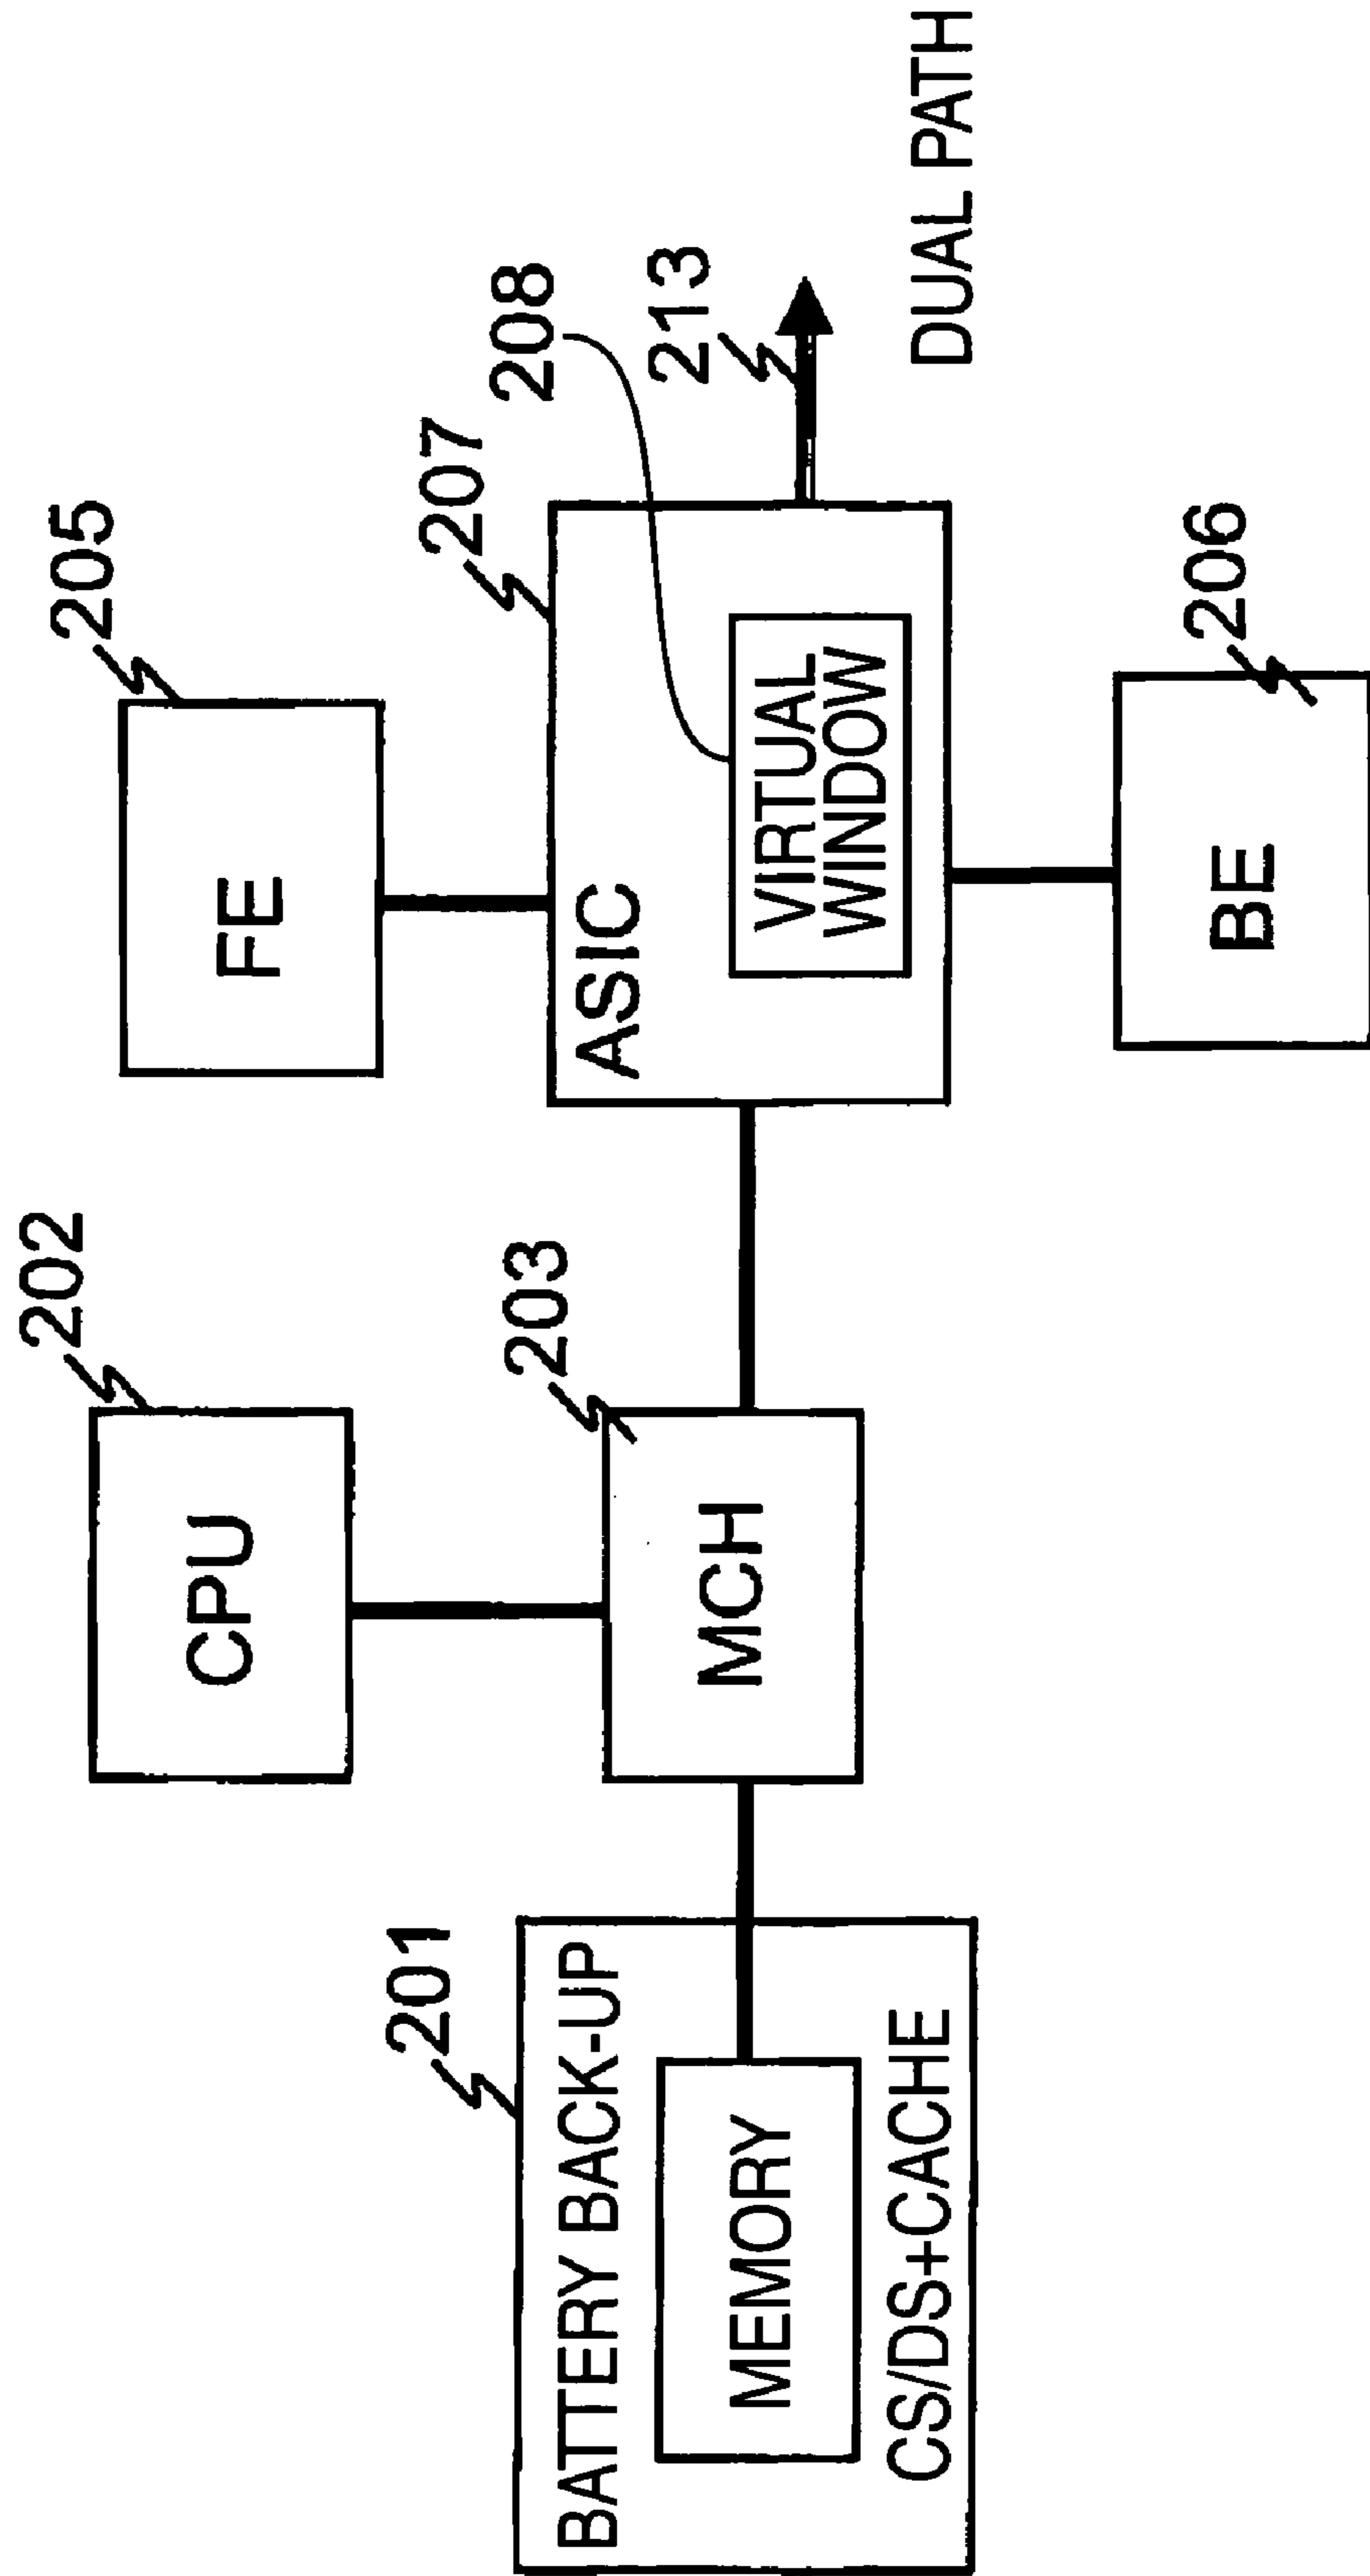 202
CPU
203
MCH
201
BATTERY BACK-UP
MEMORY
CS/DS+CACHE
205
FE
207
ASIC
208
VIRTUAL
WINDOW
213
DUAL PATH
206
BE